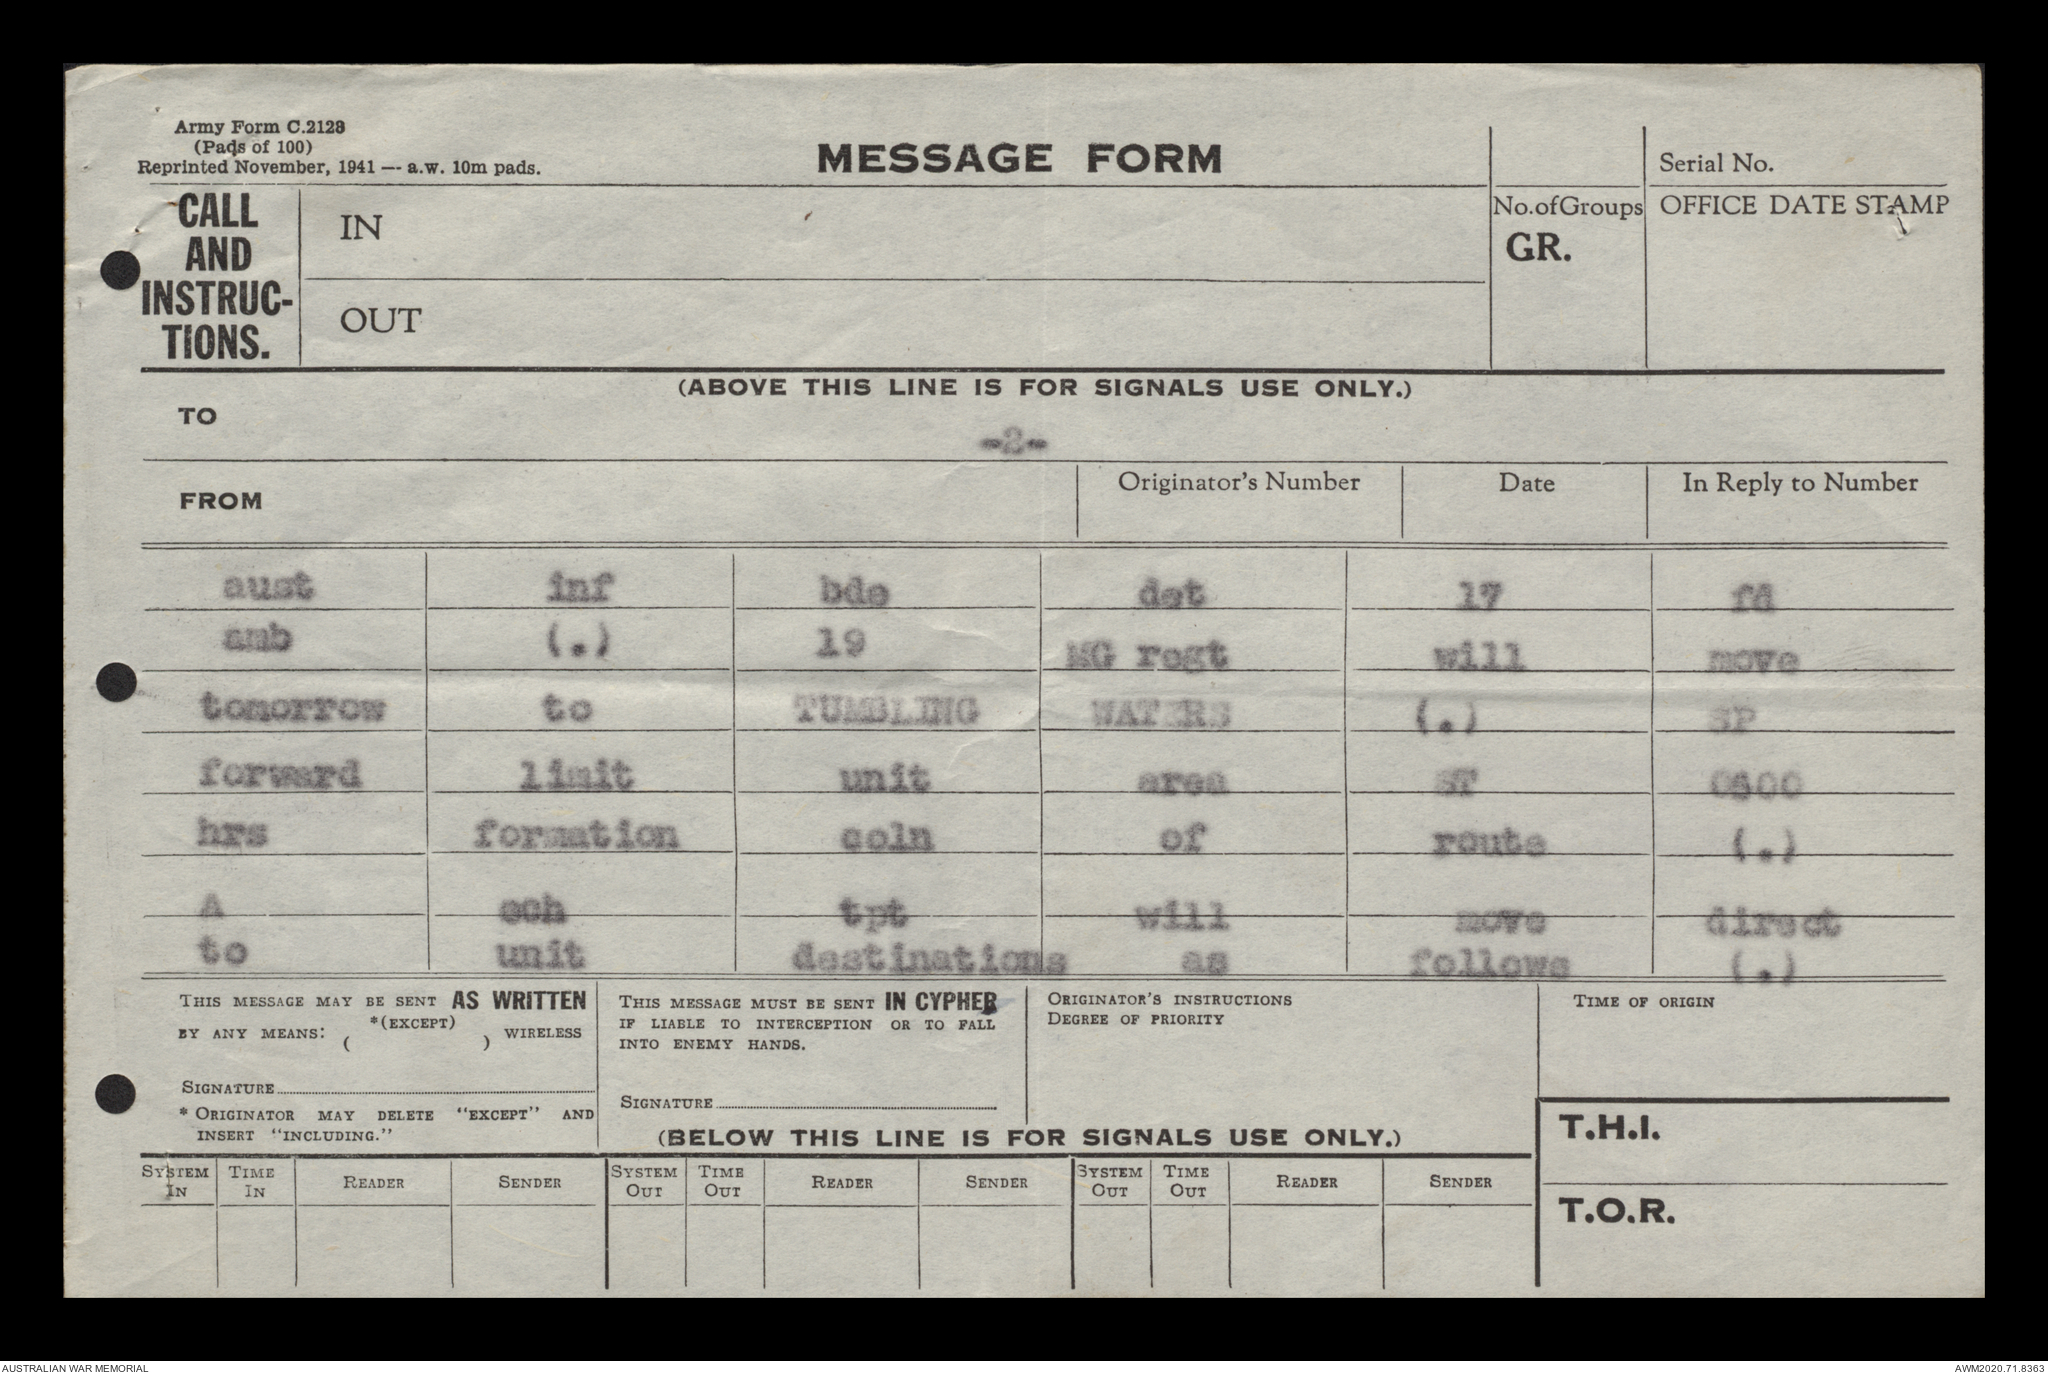 Army Form C.2128
(Pads of 100)
Reprinted November, 1941 — a.w. 10m pads.
MESSAGE FORM
Serial No.
CALL AND INSTRUC- TIONS.
IN
No.ofGroups
GR.
OFFICE DATE STAMP
OUT
(ABOVE THIS LINE IS FOR SIGNALS USE ONLY.)
TO
-2-
FROM
Originator's Number
Date
In Reply to Number
aust inf bde det 17 fd
amb (.) 19 MG regt will move
tomorrow to TUMBLING WATERS (.) SP
forward limit unit area ST 0600
hrs formation coln of route (.)
A ech tpt will move direct
to unit destinations as follows (.)
THIS MESSAGE MAY BE SENT AS WRITTEN
BY ANY MEANS: *(EXCEPT) WIRELESS
( )
SIGNATURE
* ORIGINATOR MAY DELETE "EXCEPT" AND
INSERT "INCLUDING."
THIS MESSAGE MUST BE SENT IN CYPHER
IF LIABLE TO INTERCEPTION OR TO FALL
INTO ENEMY HANDS.
SIGNATURE
ORIGINATOR'S INSTRUCTIONS
DEGREE OF PRIORITY
TIME OF ORIGIN
(BELOW THIS LINE IS FOR SIGNALS USE ONLY.)
T.H.I.
SYSTEM IN TIME IN READER SENDER SYSTEM OUT TIME OUT READER SENDER SYSTEM OUT TIME OUT READER SENDER
T.O.R.
AUSTRALIAN WAR MEMORIAL
AWM2020.71.8363